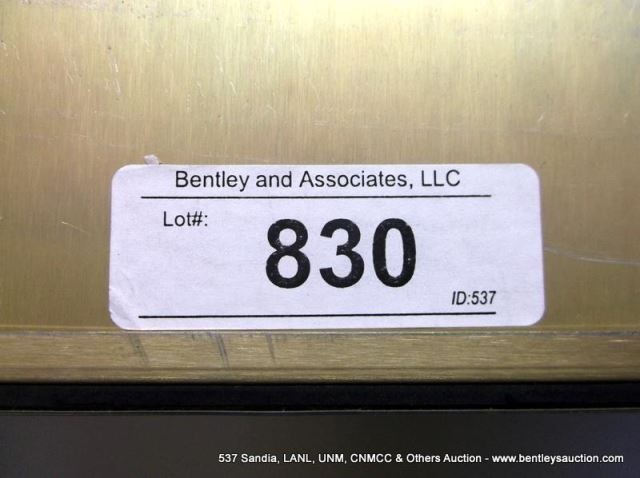 Bentley and Associates, LLC
Lot#:
830
ID:537
537 Sandia, LANL, UNM, CNMCC & Others Auction - www.bentleysauction.com